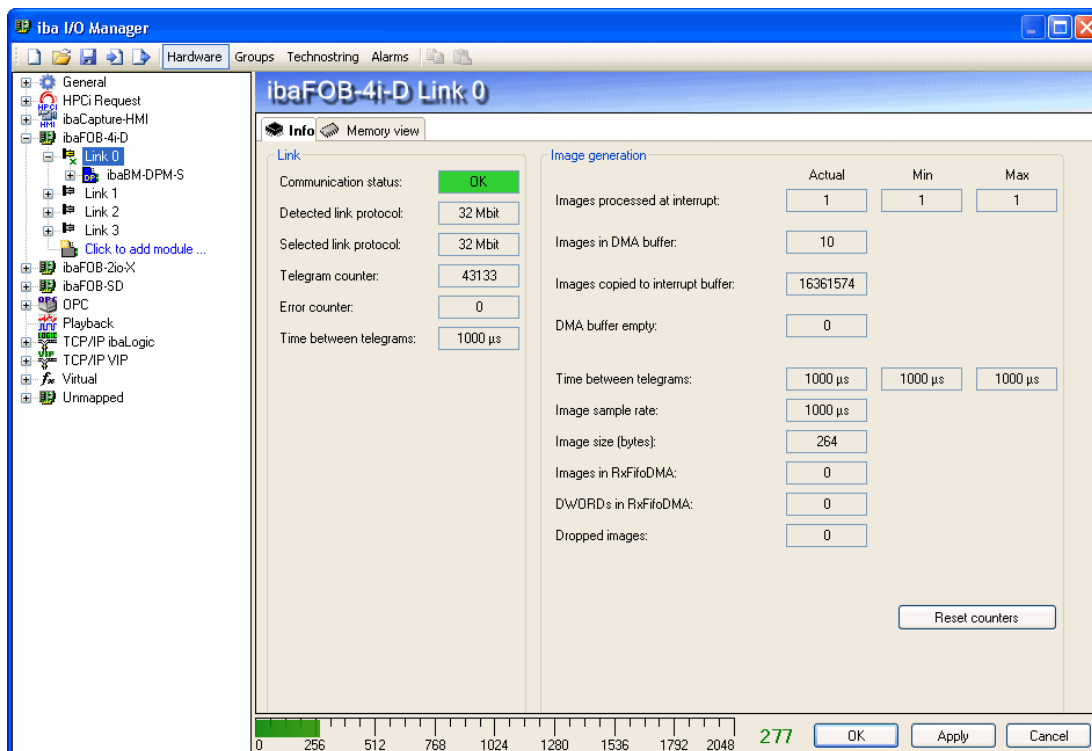 iba I/O Manager
Hardware Groups Technostring Alarms
General
HPCi Request
ibaCapture-HMI
ibaFOB-4i-D
Link 0
ibaBM-DPM-S
Link 1
Link 2
Link 3
Click to add module ...
ibaFOB-2io-X
ibaFOB-SD
OPC
Playback
TCP/IP ibaLogic
TCP/IP VIP
Virtual
Unmapped
ibaFOB-4i-D Link 0
Info Memory view
Link
Communication status: OK
Detected link protocol: 32 Mbit
Selected link protocol: 32 Mbit
Telegram counter: 43133
Error counter: 0
Time between telegrams: 1000 µs
Image generation
Actual Min Max
Images processed at interrupt: 1 1 1
Images in DMA buffer: 10
Images copied to interrupt buffer: 16361574
DMA buffer empty: 0
Time between telegrams: 1000 µs 1000 µs 1000 µs
Image sample rate: 1000 µs
Image size (bytes): 264
Images in RxFifoDMA: 0
DWORDs in RxFifoDMA: 0
Dropped images: 0
Reset counters
0 256 512 768 1024 1280 1536 1792 2048
277 OK Apply Cancel